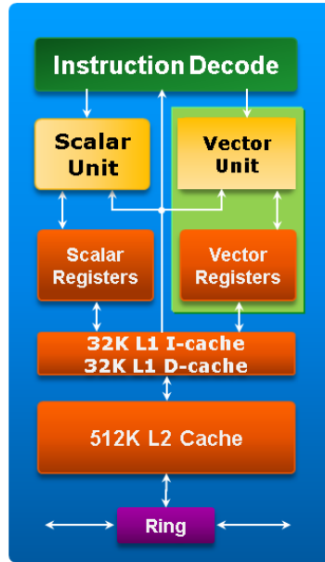 Instruction Decode
Scalar
Unit
Vector
Unit
Scalar
Registers
Vector
Registers
32K L1 I-cache
32K L1 D-cache
512K L2 Cache
Ring